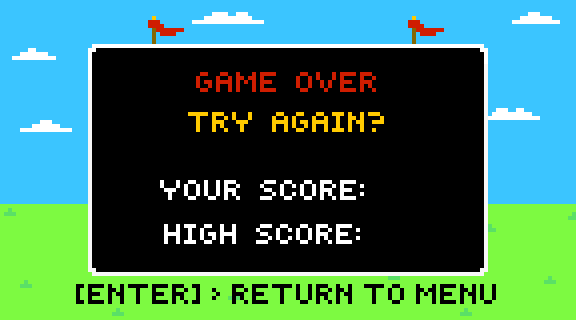 GAME OVER
TRY AGAIN?
YOUR SCORE:
HIGH SCORE:
[ENTER] > RETURN TO MENU